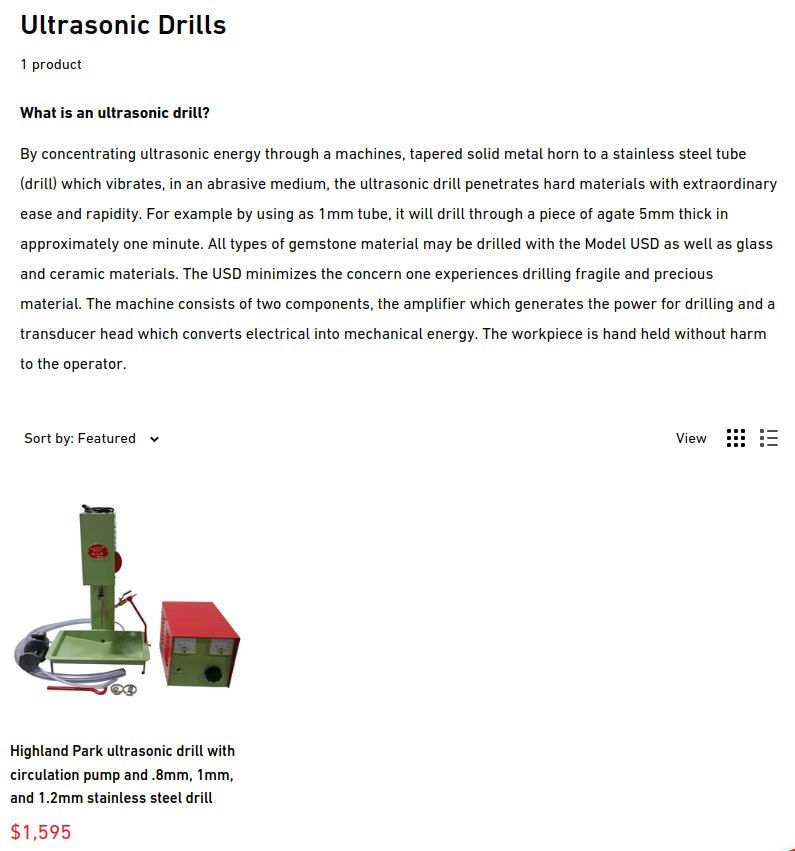 Ultrasonic Drills
1 product
What is an ultrasonic drill?
By concentrating ultrasonic energy through a machines, tapered solid metal horn to a stainless steel tube
(drill) which vibrates, in an abrasive medium, the ultrasonic drill penetrates hard materials with extraordinary
ease and rapidity. For example by using as 1mm tube, it will drill through a piece of agate 5mm thick in
approximately one minute. All types of gemstone material may be drilled with the Model USD as well as glass
and ceramic materials. The USD minimizes the concern one experiences drilling fragile and precious
material. The machine consists of two components, the amplifier which generates the power for drilling and a
transducer head which converts electrical into mechanical energy. The workpiece is hand held without harm
to the operator.
Sort by: Featured
View
Highland Park ultrasonic drill with
circulation pump and .8mm, 1mm,
and 1.2mm stainless steel drill
$1,595